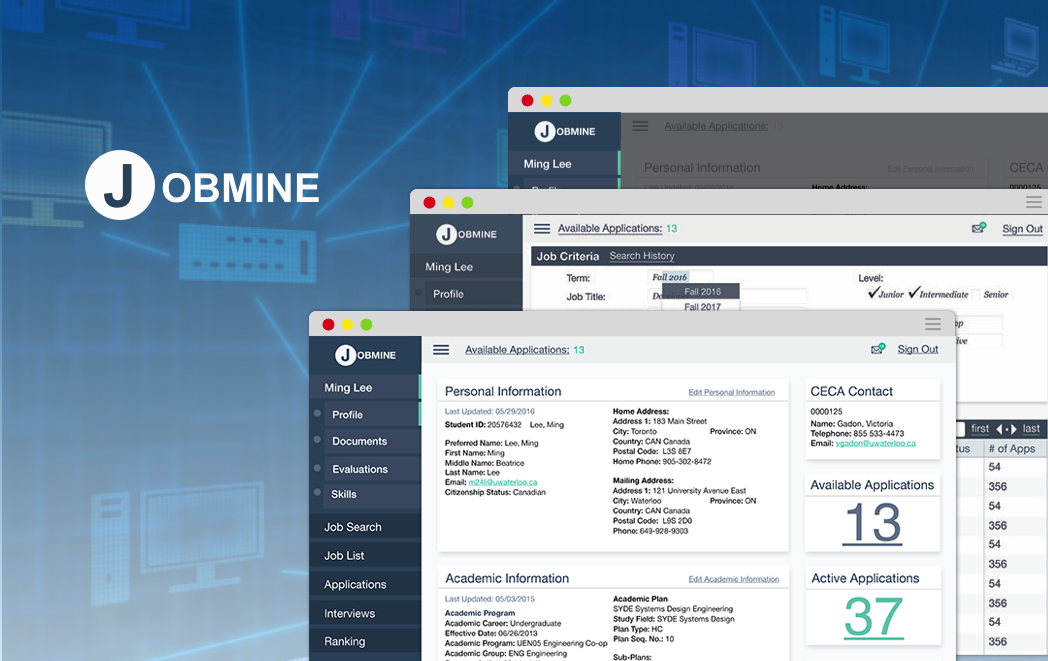 JOBMINE
JOBMINE
Ming Lee
Available Applications: 13
Personal Information
Edit Personal Information
CECA
Last Updated: 05/29/2016
Home Address:
0000125
JOBMINE
Ming Lee
Profile
Available Applications: 13
Sign Out
Job Criteria Search History
Term: Fall 2016
Fall 2016
Fall 2017
Job Title:
Level:
Junior Intermediate Senior
first last
# of Apps
54
356
54
356
54
356
54
356
54
356
JOBMINE
Ming Lee
Profile
Documents
Evaluations
Skills
Job Search
Job List
Applications
Interviews
Ranking
Available Applications: 13
Sign Out
Personal Information
Edit Personal Information
Last Updated: 05/29/2016
Student ID: 20576432 Lee, Ming
Preferred Name: Lee, Ming
First Name: Ming
Middle Name: Beatrice
Last Name: Lee
Email: m24li@uwaterloo.ca
Citizenship Status: Canadian
Home Address:
Address 1: 183 Main Street
City: Toronto Province: ON
Country: CAN Canada
Postal Code: L3S 8E7
Home Phone: 905-302-8472
Mailing Address:
Address 1: 121 University Avenue East
City: Waterloo Province: ON
Country: CAN Canada
Postal Code: L9S 2D0
Phone: 649-928-9303
CECA Contact
0000125
Name: Gadon, Victoria
Telephone: 855 533-4473
Email: vgadon@uwaterloo.ca
Available Applications
13
Active Applications
37
Academic Information
Edit Academic Information
Last Updated: 05/03/2015
Academic Program
Academic Career: Undergraduate
Effective Date: 06/26/2013
Academic Program: UEN05 Engineering Co-op
Academic Group: ENG Engineering
Academic Plan
SYDE Systems Design Engineering
Study Field: SYDE Systems Design
Plan Type: HC
Plan Seq. No.: 10
Sub-Plans: